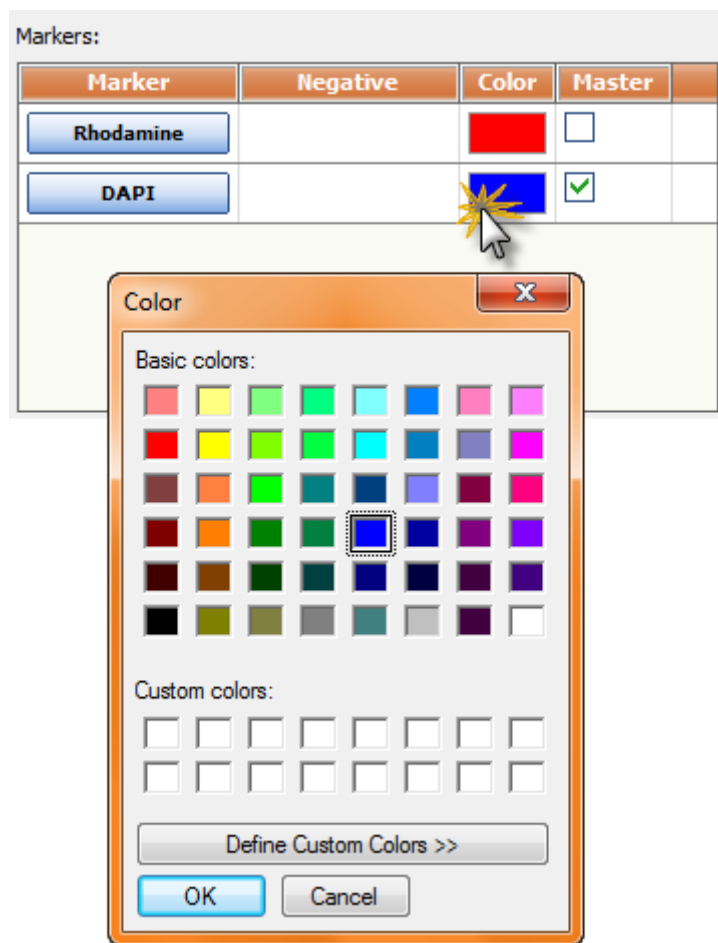 Markers:
Marker Negative Color Master
Rhodamine
DAPI
Color
Basic colors:
Custom colors:
Define Custom Colors >>
OK Cancel